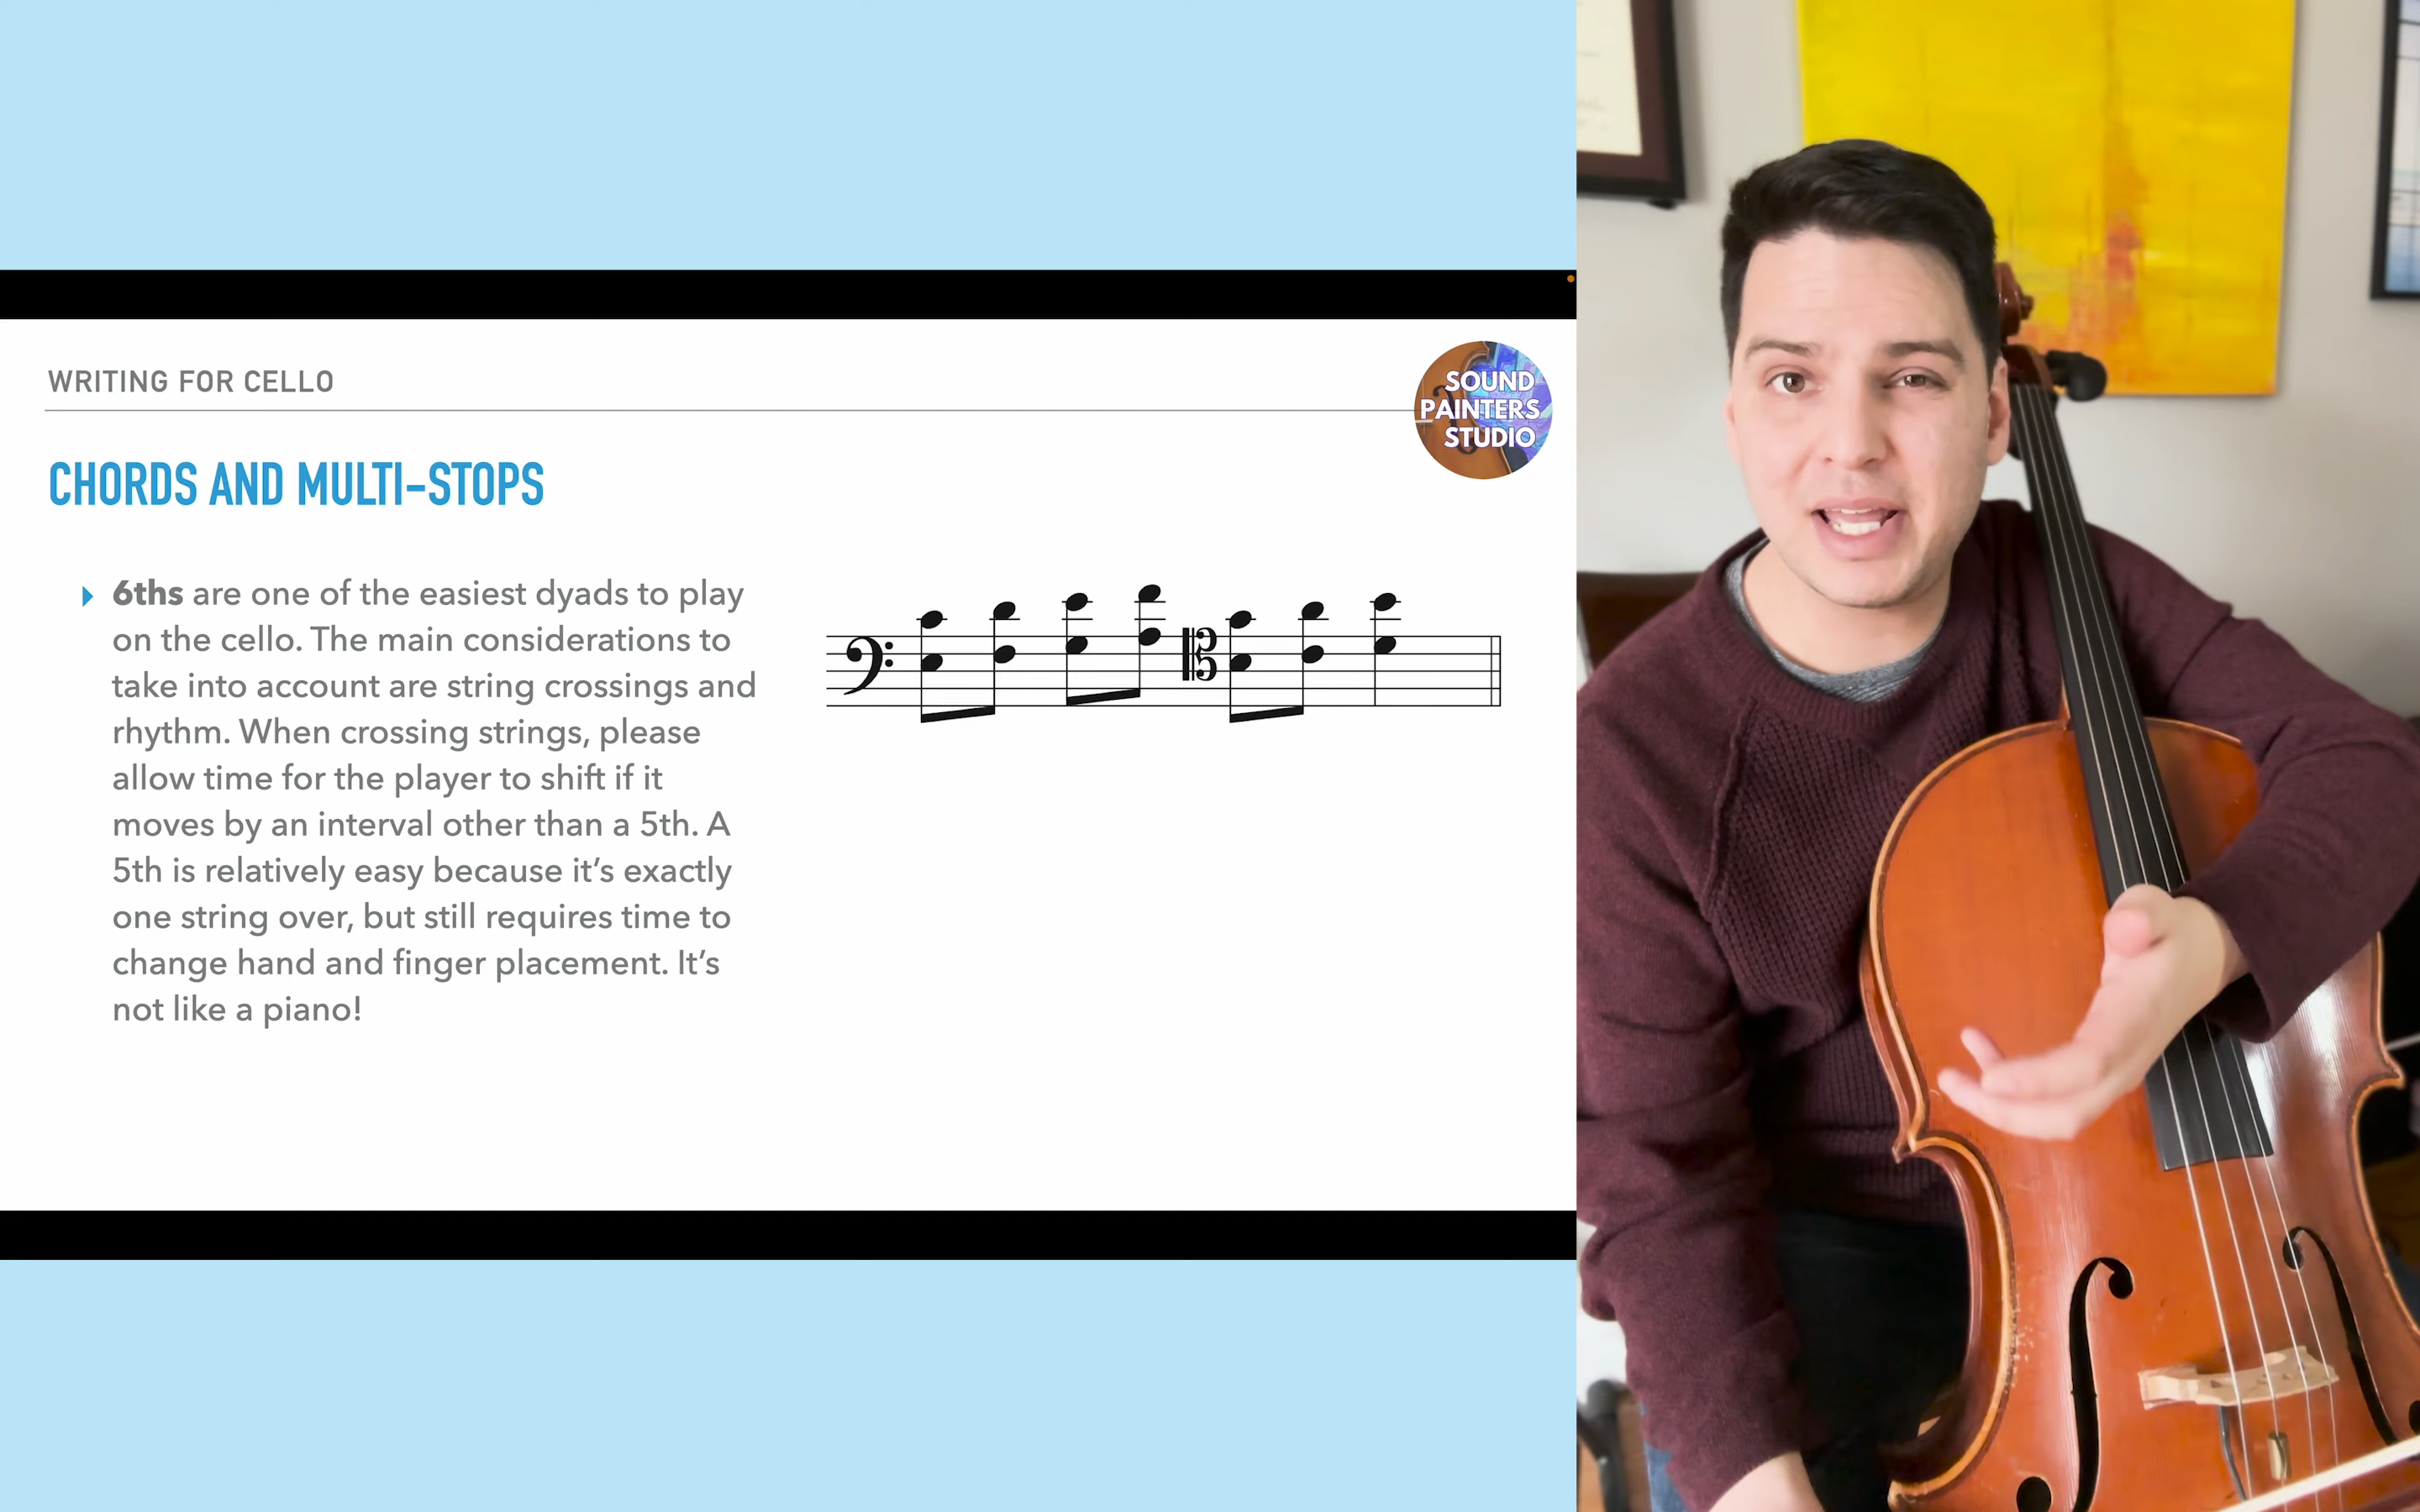 WRITING FOR CELLO
SOUND
PAINTERS
STUDIO
CHORDS AND MULTI-STOPS
6ths are one of the easiest dyads to play
on the cello. The main considerations to
take into account are string crossings and
rhythm. When crossing strings, please
allow time for the player to shift if it
moves by an interval other than a 5th. A
5th is relatively easy because it’s exactly
one string over, but still requires time to
change hand and finger placement. It’s
not like a piano!